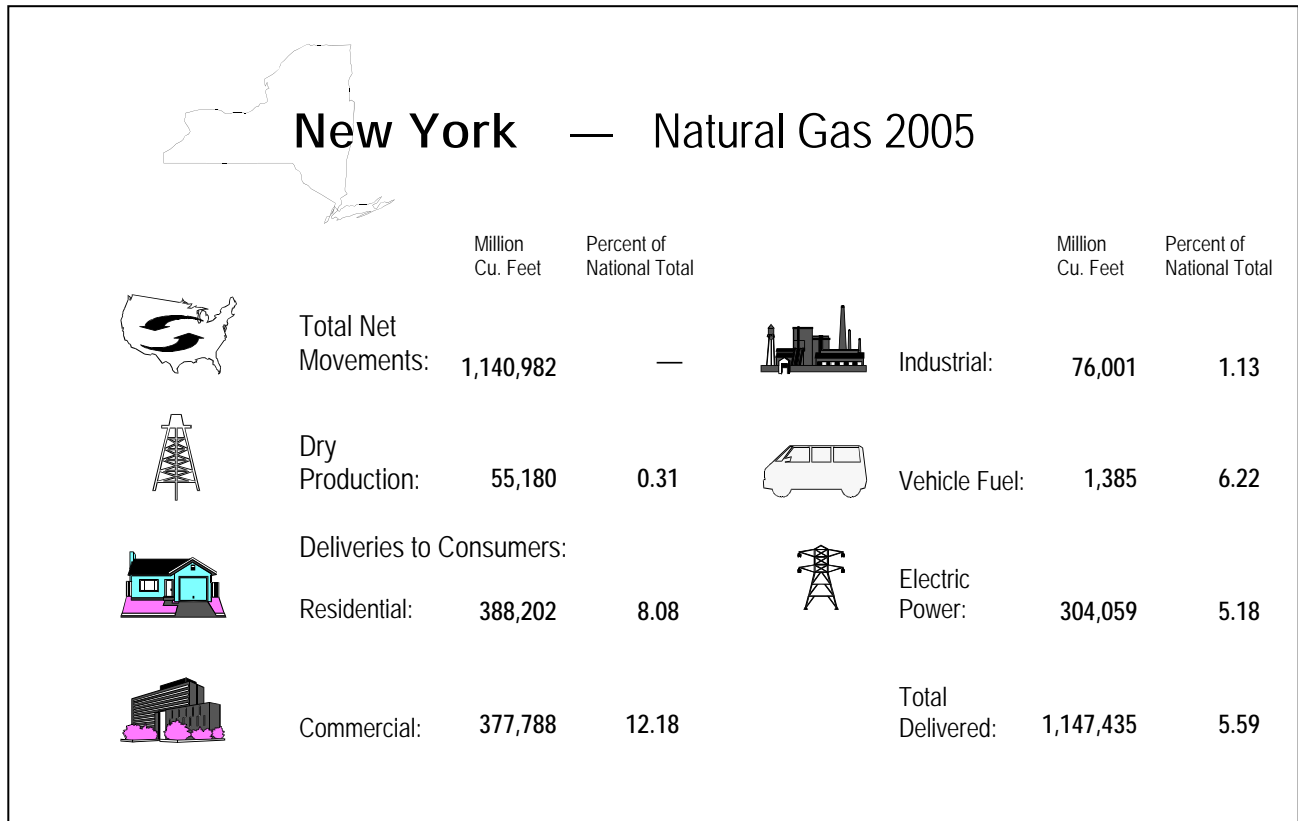 New York — Natural Gas 2005
Million Cu. Feet
Percent of National Total
Million Cu. Feet
Percent of National Total
Total Net
Movements: 1,140,982 —
Industrial: 76,001 1.13
Dry
Production: 55,180 0.31
Vehicle Fuel: 1,385 6.22
Deliveries to Consumers:
Residential: 388,202 8.08
Electric
Power: 304,059 5.18
Commercial: 377,788 12.18
Total
Delivered: 1,147,435 5.59